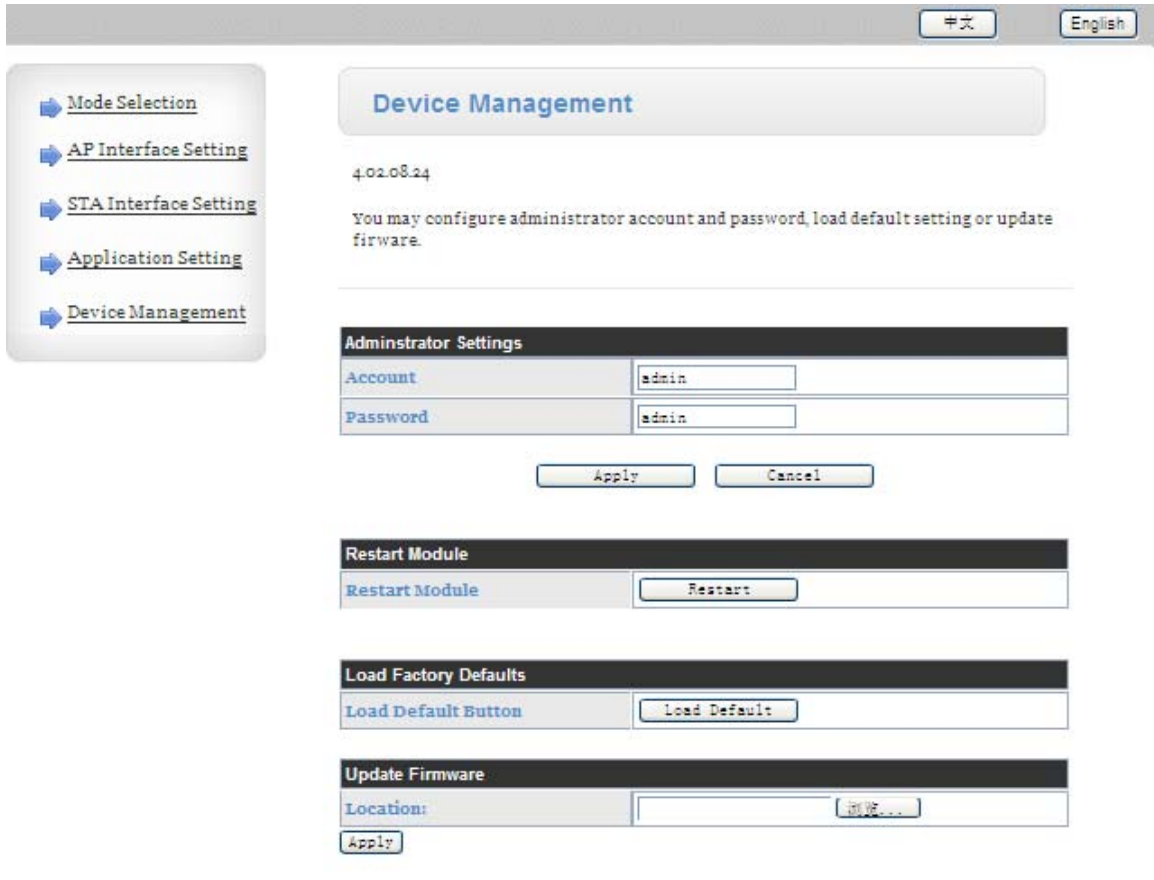 中文 English
Mode Selection
AP Interface Setting
STA Interface Setting
Application Setting
Device Management
Device Management
4.02.08.24
You may configure administrator account and password, load default setting or update
firware.
Adminstrator Settings
Account admin
Password admin
Apply Cancel
Restart Module
Restart Module Restart
Load Factory Defaults
Load Default Button Load Default
Update Firmware
Location: 浏览...
Apply